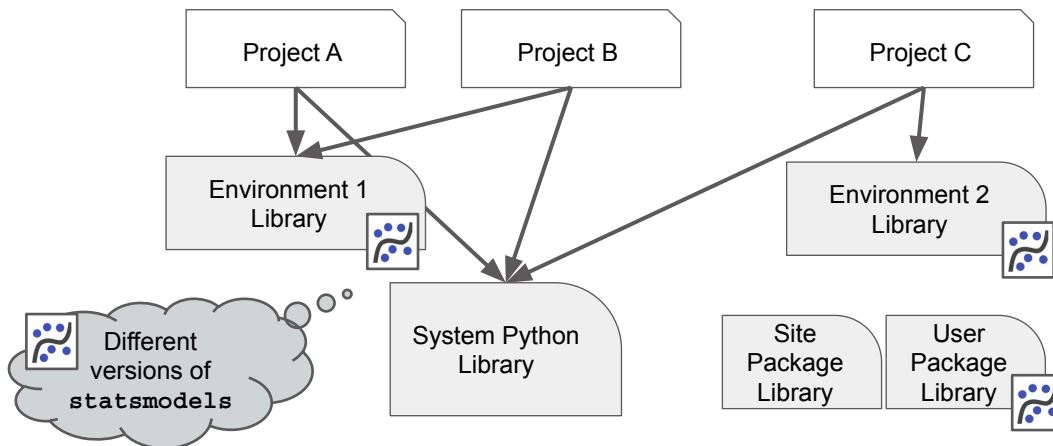 Project A
Project B
Project C
Environment 1
Library
Environment 2
Library
Different
versions of
statsmodels
System Python
Library
Site
Package
Library
User
Package
Library